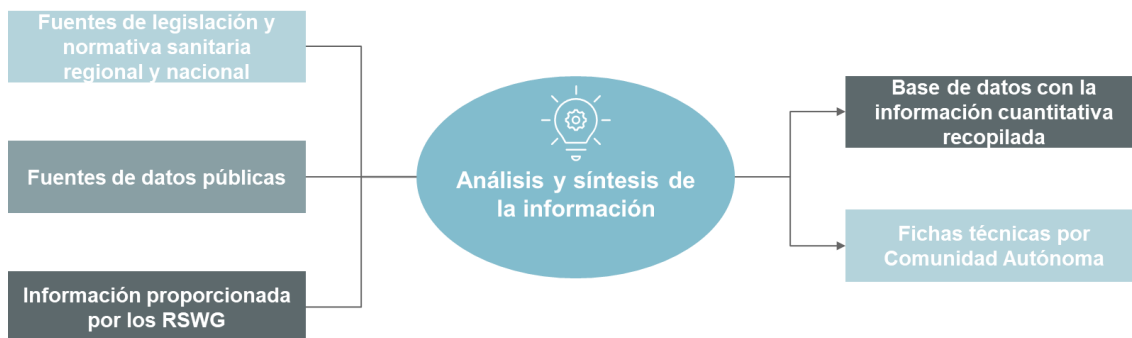 Fuentes de legislación y
normativa sanitaria
regional y nacional
Fuentes de datos públicas
Información proporcionada
por los RSWG
Análisis y síntesis de
la información
Base de datos con la
información cuantitativa
recopilada
Fichas técnicas por
Comunidad Autónoma